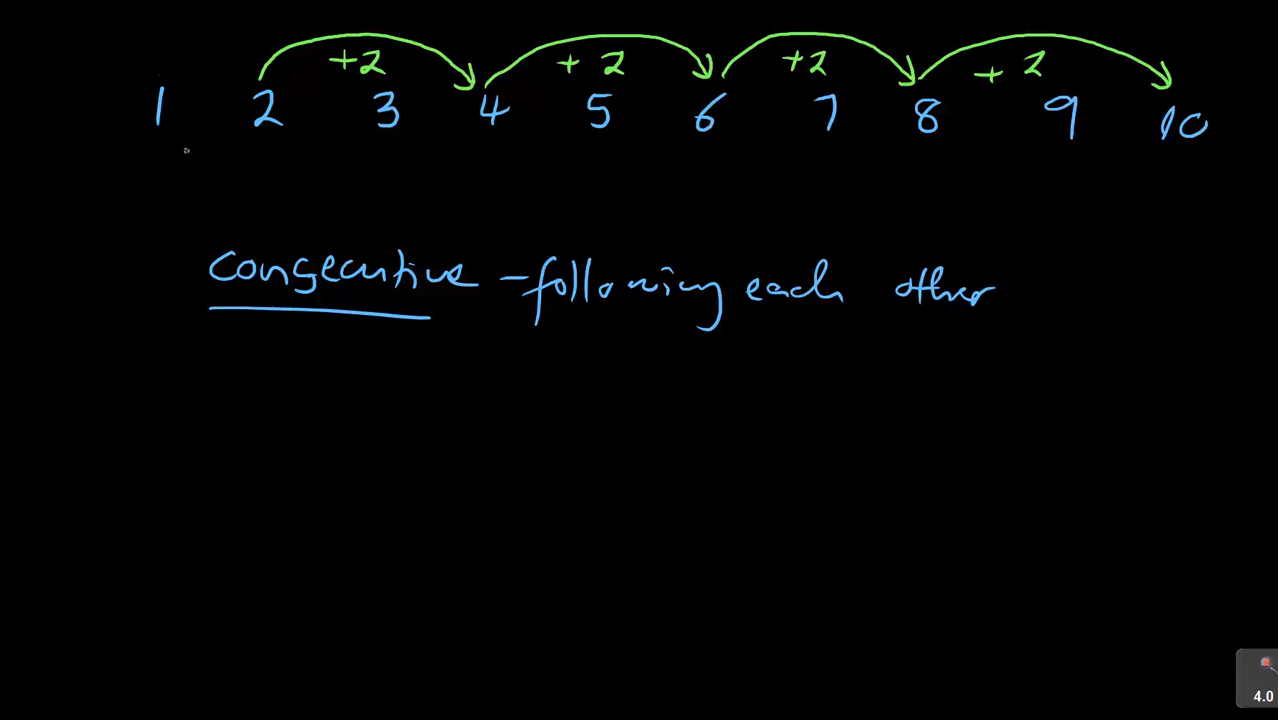 +2 + 2 +2 + 2
1 2 3 4 5 6 7 8 9 10
consecutive - following each other
4.0